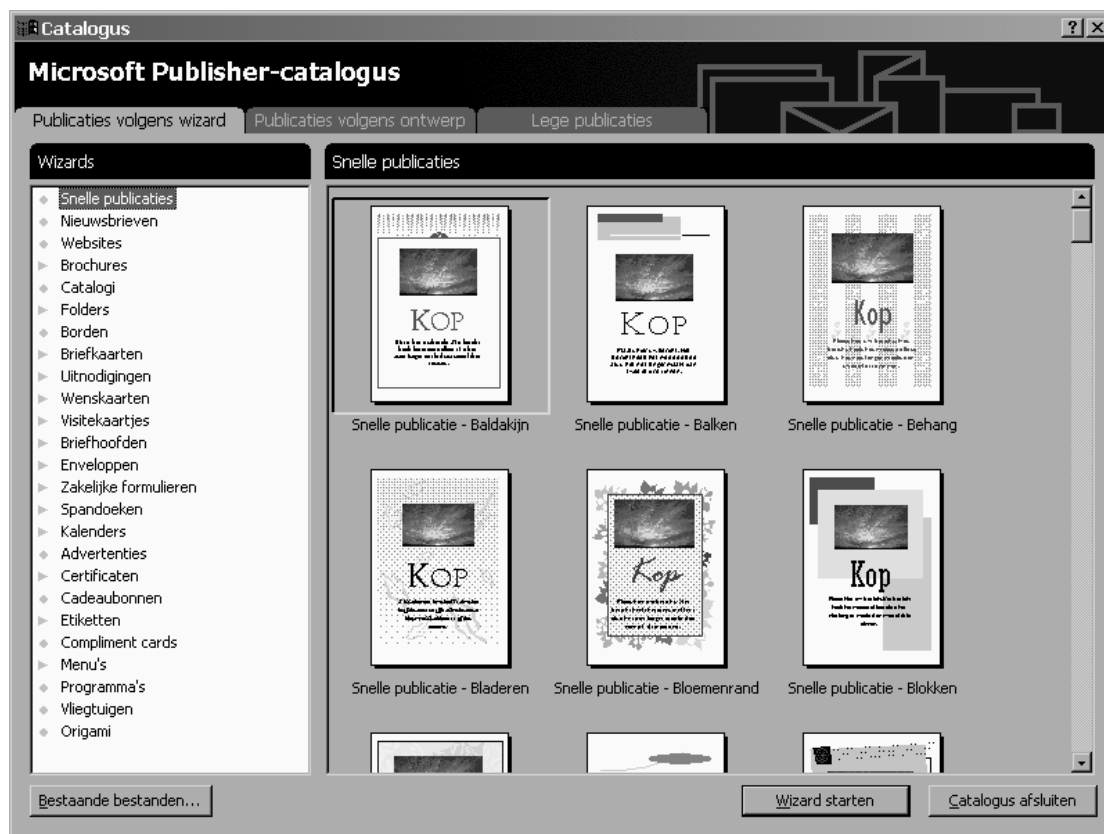 Catalogus
Microsoft Publisher-catalogus
Publicaties volgens wizard
Publicaties volgens ontwerp
Lege publicaties
Wizards
Snelle publicaties
Nieuwsbrieven
Websites
Brochures
Catalogi
Folders
Borden
Briefkaarten
Uitnodigingen
Wenskaarten
Visitekaartjes
Briefhoofden
Enveloppen
Zakelijke formulieren
Spandoeken
Kalenders
Advertenties
Certificaten
Cadeaubonnen
Etiketten
Compliment cards
Menu's
Programma's
Vliegtuigen
Origami
Snelle publicaties
KOP
Snelle publicatie - Baldakijn
KOP
Snelle publicatie - Balken
Kop
Snelle publicatie - Behang
KOP
Snelle publicatie - Bladeren
Kop
Snelle publicatie - Bloemenrand
Kop
Snelle publicatie - Blokken
Bestaande bestanden...
Wizard starten
Catalogus afsluiten